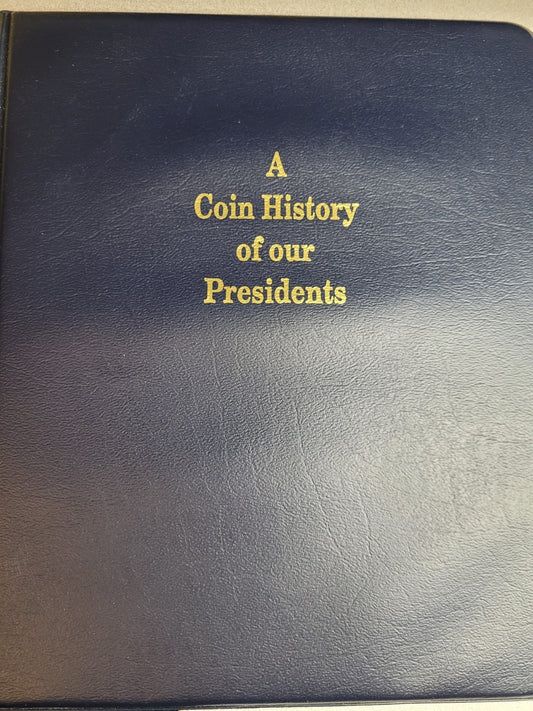 A
Coin History
of our
Presidents